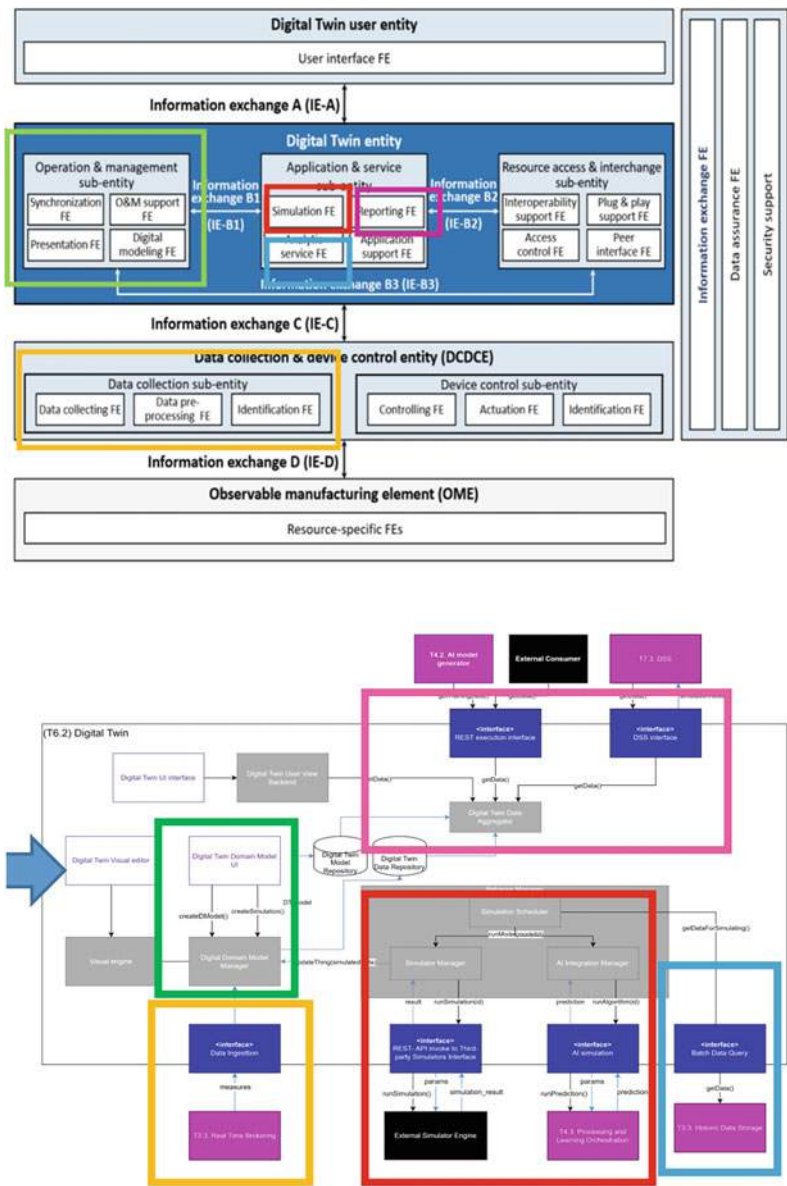 Digital Twin user entity
User interface FE
Information exchange A (IE-A)
Digital Twin entity
Operation & management
sub-entity
Synchronization
FE
O&M support
FE
Presentation FE
Digital
modeling FE
Information
exchange B1
(IE-B1)
Application & service
sub-entity
Simulation FE
Reporting FE
Analytic
service FE
Application
support FE
Information
exchange B2
(IE-B2)
Resource access & interchange
sub-entity
Interoperability
support FE
Plug & play
support FE
Access
control FE
Peer
interface FE
Information exchange B3 (IE-B3)
Information exchange C (IE-C)
Data collection & device control entity (DCDCE)
Data collection sub-entity
Data collecting FE
Data pre-
processing FE
Identification FE
Device control sub-entity
Controlling FE
Actuation FE
Identification FE
Information exchange D (IE-D)
Observable manufacturing element (OME)
Resource-specific FEs
Information exchange FE
Data assurance FE
Security support
T4.2. AI model
generator
External Consumer
T7.3. DSS
(T6.2) Digital Twin
<interface>
REST execution interface
<interface>
DSS interface
Digital Twin UI interface
Digital Twin User View
Backend
getData()
getData()
Digital Twin Data
Aggregator
Digital Twin Visual editor
Digital Twin Domain Model
UI
Digital Twin
Model
Repository
Digital Twin
Data Repository
createDtModel()
createSimulation()
Simulation Scheduler
getDataForSimulating()
Visual engine
Digital Domain Model
Manager
Simulator Manager
AI Integration Manager
result
runSimulation(id)
prediction
runAlgorithm(id)
<interface>
Data Ingestion
<interface>
REST- API invoke to Third-
party Simulators Interface
<interface>
AI simulation
<interface>
Batch Data Query
measures
runSimulation()
params
simulation_result
runPrediction()
params
prediction
getData()
T3.3. Real Time Brokering
External Simulator Engine
T4.3. Processing and
Learning Orchestration
T3.3. Historic Data Storage